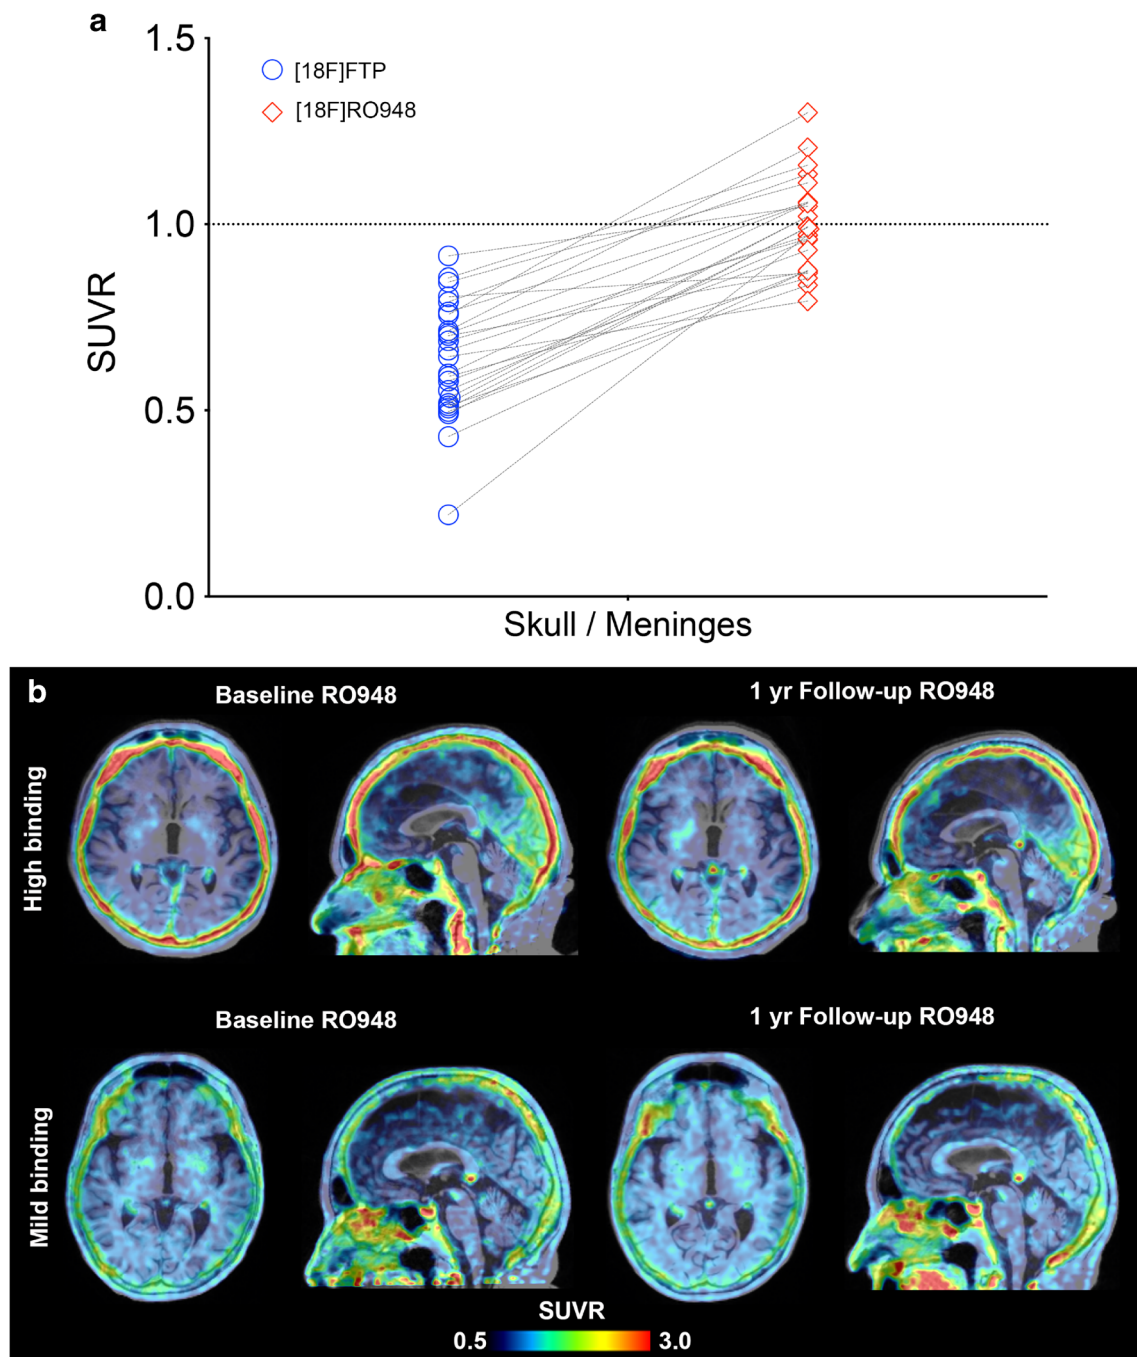 a
1.5
[18F]FTP
[18F]RO948
1.0
SUVR
0.5
0.0
Skull / Meninges
b
Baseline RO948
1 yr Follow-up RO948
High binding
Baseline RO948
1 yr Follow-up RO948
Mild binding
SUVR
0.5
3.0